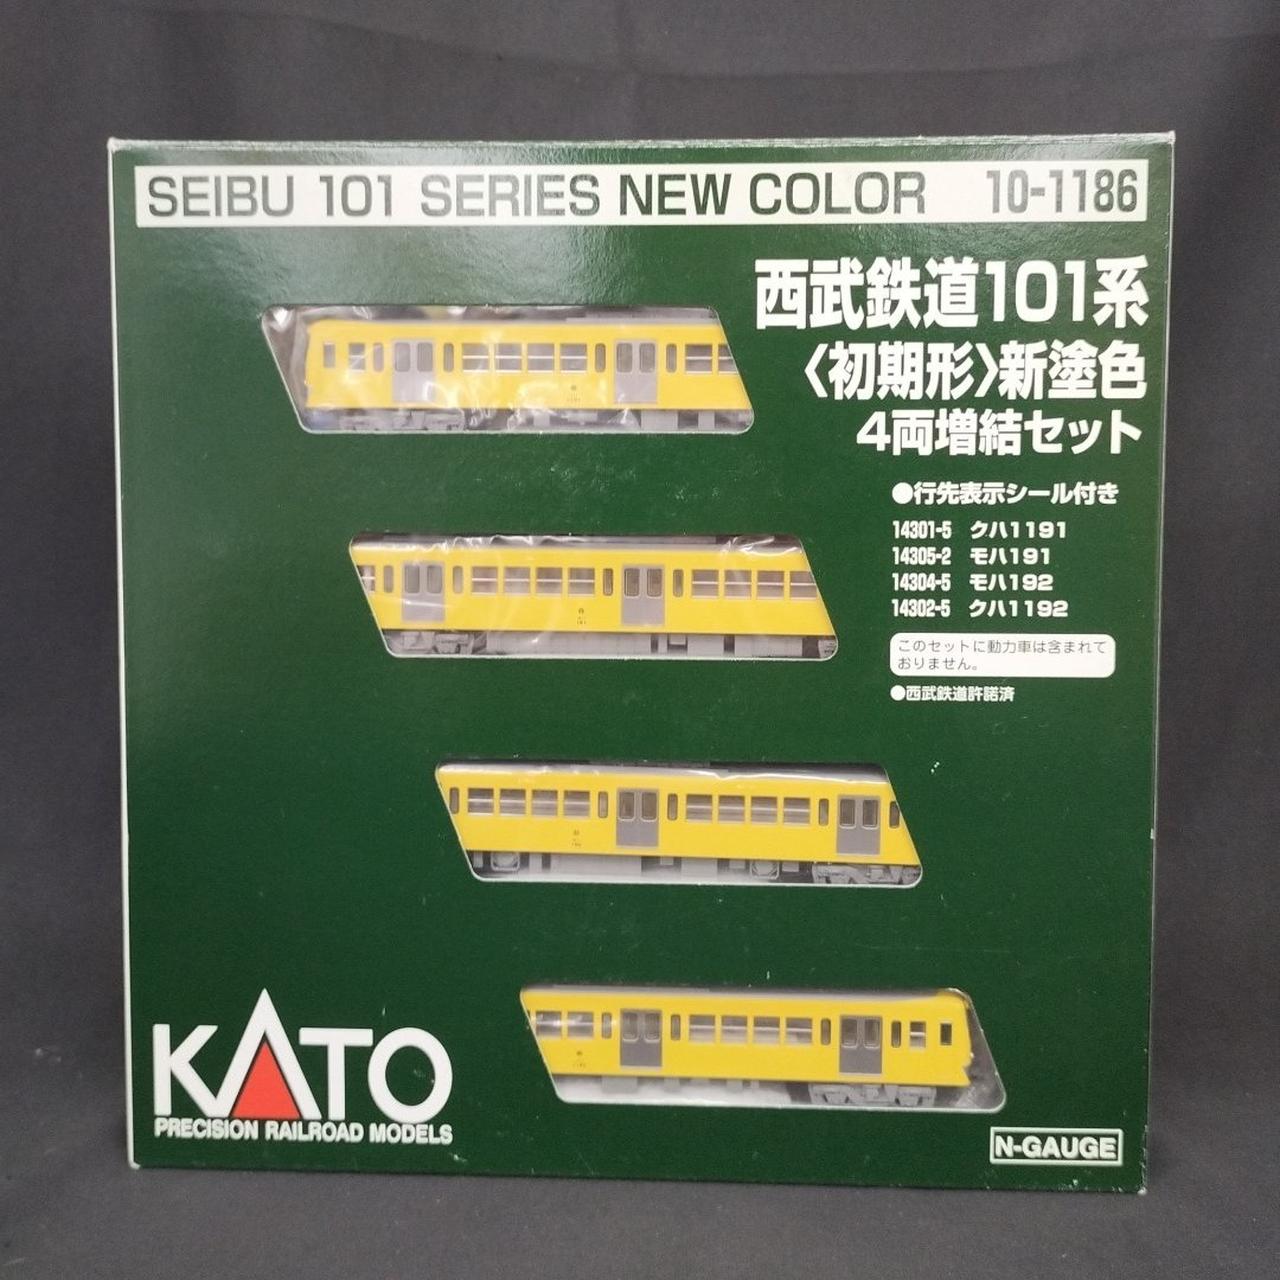 SEIBU 101 SERIES NEW COLOR 10-1186
西武鉄道101系
〈初期形〉新塗色
4両増結セット
●行先表示シール付き
14301-5 クハ1191
14305-2 モハ191
14304-5 モハ192
14302-5 クハ1192
このセットに動力車は含まれて
おりません。
●西武鉄道許諾済
KATO
PRECISION RAILROAD MODELS
N-GAUGE